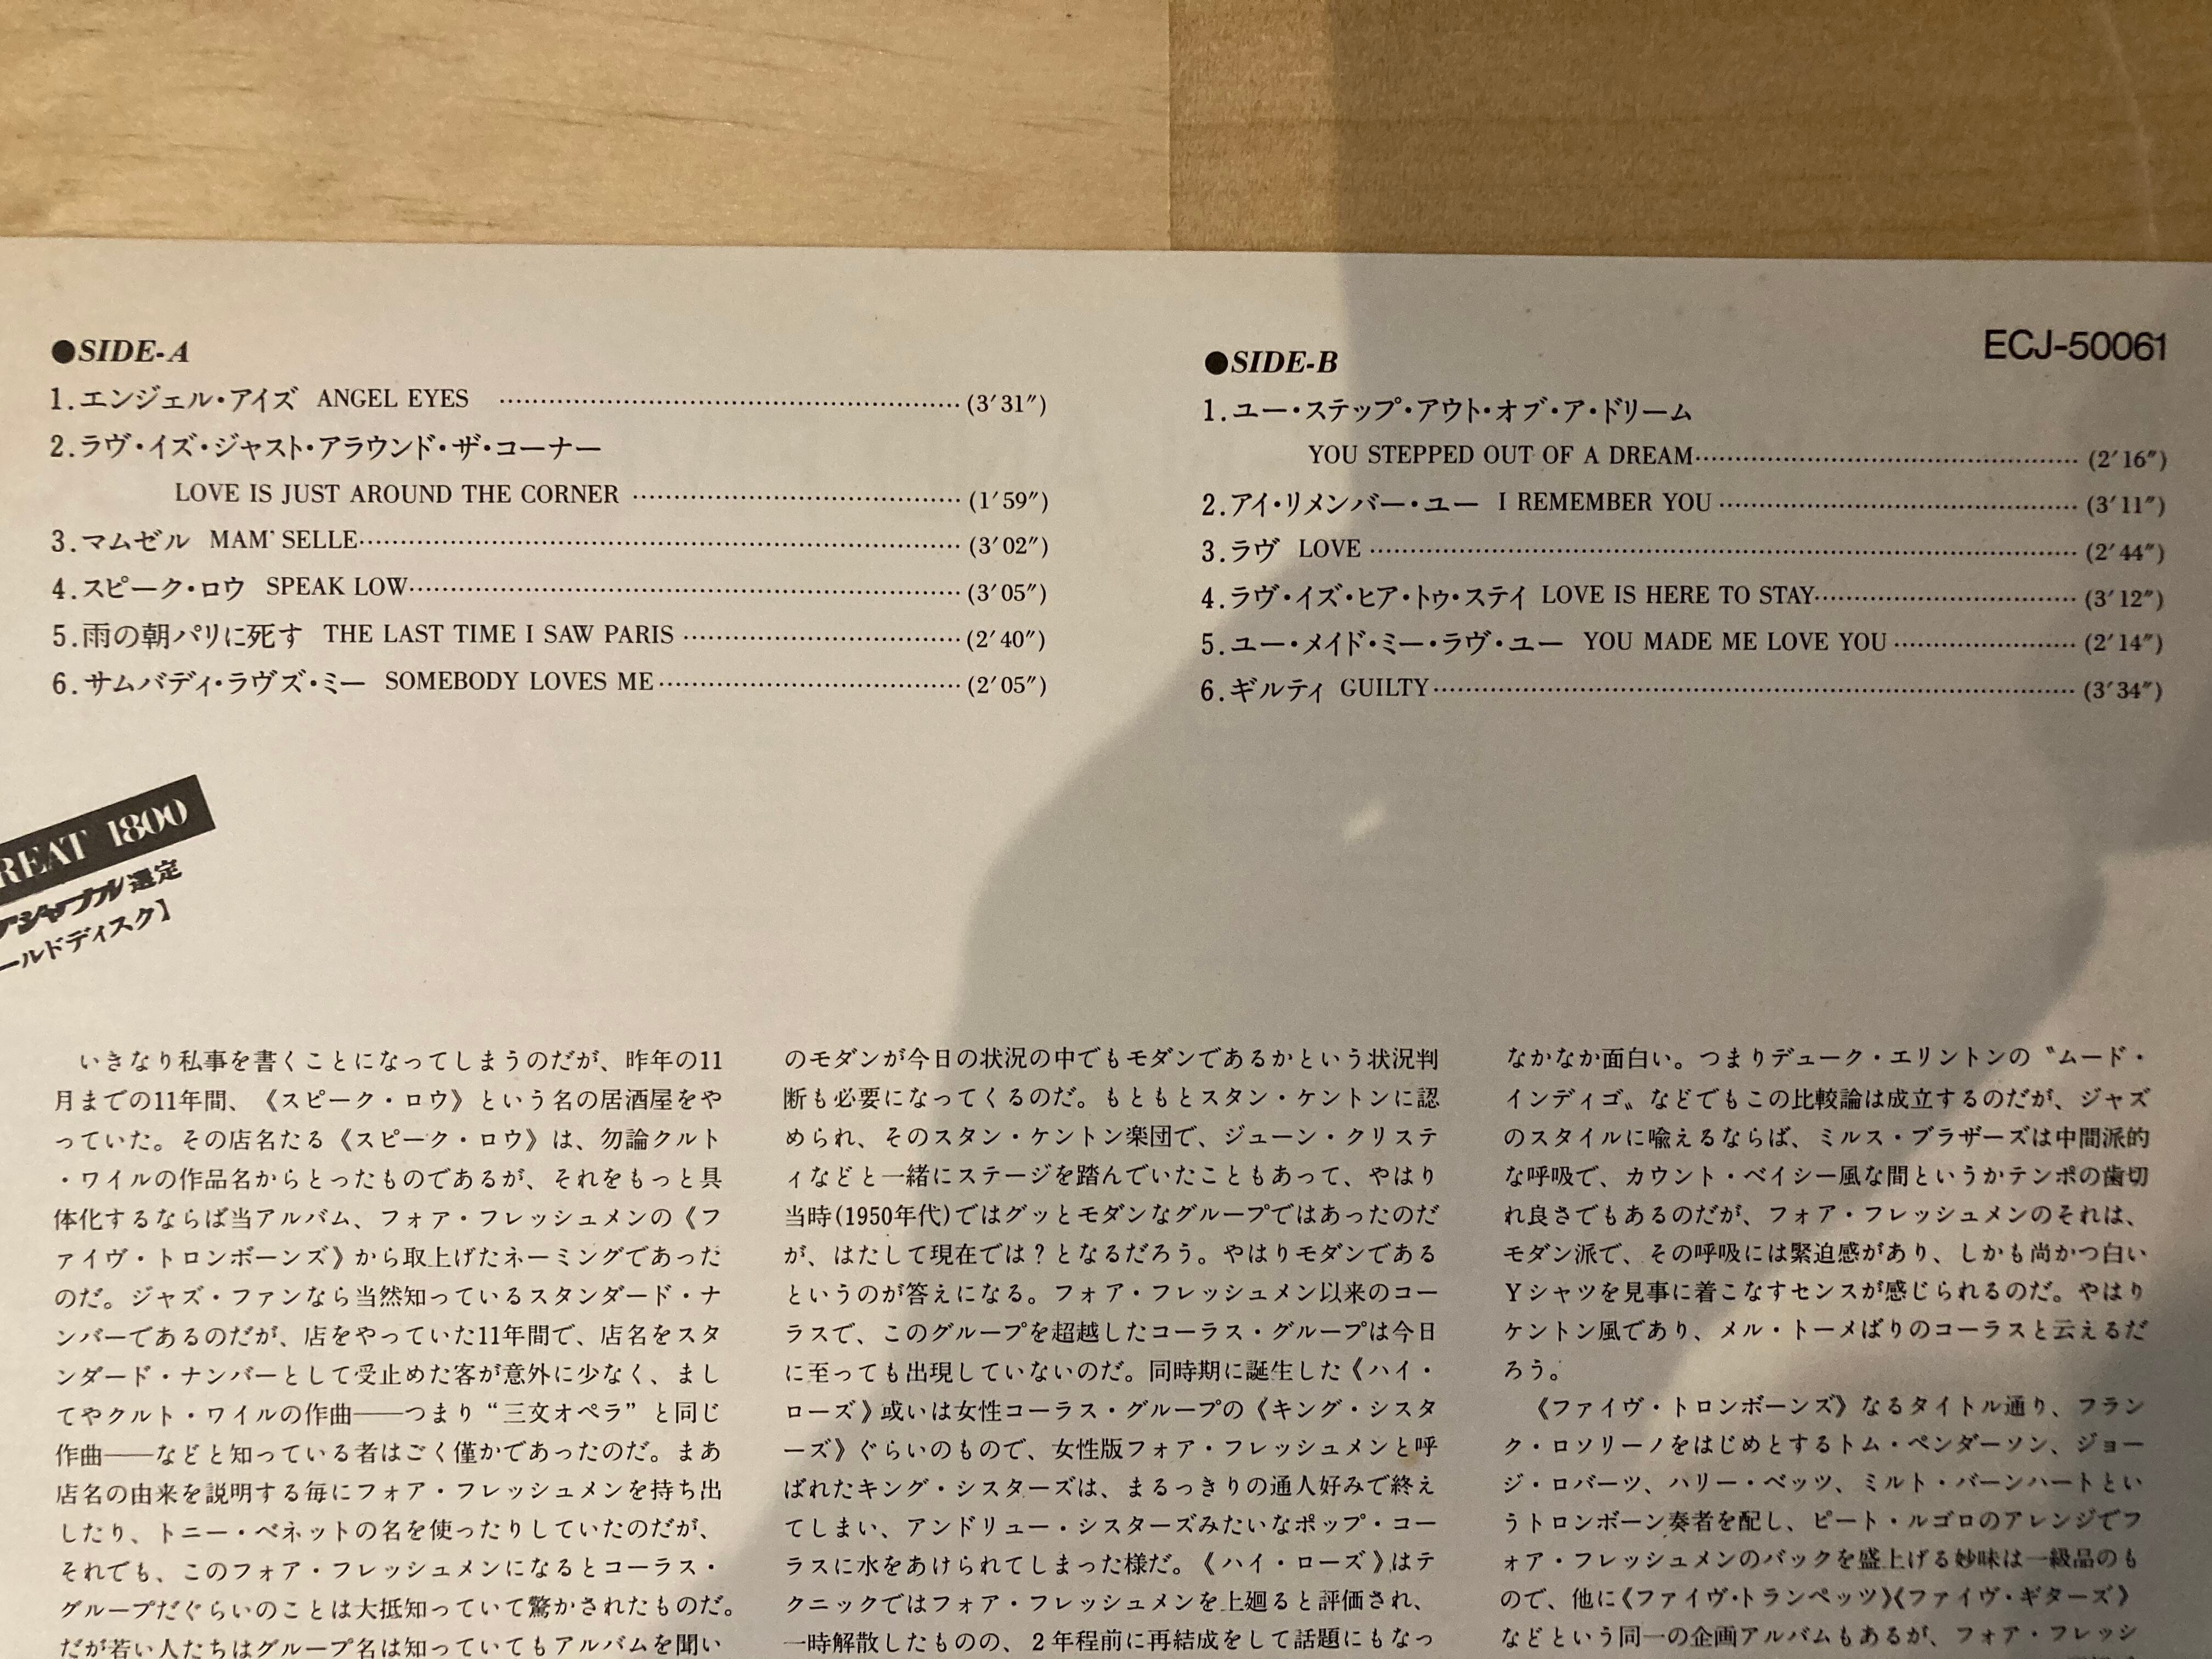 ●SIDE-A
1.エンジェル・アイズ ANGEL EYES (3′31″)
2.ラヴ・イズ・ジャスト・アラウンド・ザ・コーナー
LOVE IS JUST AROUND THE CORNER (1′59″)
3.マムゼル MAM' SELLE (3′02″)
4.スピーク・ロウ SPEAK LOW (3′05″)
5.雨の朝パリに死す THE LAST TIME I SAW PARIS (2′40″)
6.サムバディ・ラヴズ・ミー SOMEBODY LOVES ME (2′05″)
ECJ-50061
●SIDE-B
1.ユー・ステップ・アウト・オブ・ア・ドリーム
YOU STEPPED OUT OF A DREAM (2′16″)
2.アイ・リメンバー・ユー I REMEMBER YOU (3′11″)
3.ラヴ LOVE (2′44″)
4.ラヴ・イズ・ヒア・トゥ・ステイ LOVE IS HERE TO STAY (3′12″)
5.ユー・メイド・ミー・ラヴ・ユー YOU MADE ME LOVE YOU (2′14″)
6.ギルティ GUILTY (3′34″)
REAT 1800
アジャブル選定
ールドディスク】
いきなり私事を書くことになってしまうのだが、昨年の11
月までの11年間、《スピーク・ロウ》という名の居酒屋をや
っていた。その店名たる《スピーク・ロウ》は、勿論クルト
・ワイルの作品名からとったものであるが、それをもっと具
体化するならば当アルバム、フォア・フレッシュメンの《フ
ァイヴ・トロンボーンズ》から取上げたネーミングであった
のだ。ジャズ・ファンなら当然知っているスタンダード・ナ
ンバーであるのだが、店をやっていた11年間で、店名をスタ
ンダード・ナンバーとして受止めた客が意外に少なく、まし
てやクルト・ワイルの作曲――つまり“三文オペラ”と同じ
作曲――などと知っている者はごく僅かであったのだ。まあ
店名の由来を説明する毎にフォア・フレッシュメンを持ち出
したり、トニー・ベネットの名を使ったりしていたのだが、
それでも、このフォア・フレッシュメンになるとコーラス・
グループだぐらいのことは大抵知っていて驚かされたものだ。
だが若い人たちはグループ名は知っていてもアルバムを聞い
のモダンが今日の状況の中でもモダンであるかという状況判
断も必要になってくるのだ。もともとスタン・ケントンに認
められ、そのスタン・ケントン楽団で、ジューン・クリステ
ィなどと一緒にステージを踏んでいたこともあって、やはり
当時(1950年代)ではグッとモダンなグループではあったのだ
が、はたして現在では？となるだろう。やはりモダンである
というのが答えになる。フォア・フレッシュメン以来のコー
ラスで、このグループを超越したコーラス・グループは今日
に至っても出現していないのだ。同時期に誕生した《ハイ・
ローズ》或いは女性コーラス・グループの《キング・シスタ
ーズ》ぐらいのもので、女性版フォア・フレッシュメンと呼
ばれたキング・シスターズは、まるっきりの通人好みで終え
てしまい、アンドリュー・シスターズみたいなポップ・コー
ラスに水をあけられてしまった様だ。《ハイ・ローズ》はテ
クニックではフォア・フレッシュメンを上廻ると評価され、
一時解散したものの、２年程前に再結成をして話題にもなっ
なかなか面白い。つまりデューク・エリントンの〝ムード・
インディゴ〟などでもこの比較論は成立するのだが、ジャズ
のスタイルに喩えるならば、ミルス・ブラザーズは中間派的
な呼吸で、カウント・ベイシー風な間というかテンポの歯切
れ良さでもあるのだが、フォア・フレッシュメンのそれは、
モダン派で、その呼吸には緊迫感があり、しかも尚かつ白い
Yシャツを見事に着こなすセンスが感じられるのだ。やはり
ケントン風であり、メル・トーメばりのコーラスと云えるだ
ろう。
《ファイヴ・トロンボーンズ》なるタイトル通り、フラン
ク・ロソリーノをはじめとするトム・ペンダーソン、ジョー
ジ・ロバーツ、ハリー・ベッツ、ミルト・バーンハートとい
うトロンボーン奏者を配し、ピート・ルゴロのアレンジでフ
ォア・フレッシュメンのバックを盛上げる妙味は一級品のも
ので、他に《ファイヴ・トランペッツ》《ファイヴ・ギターズ》
などという同一の企画アルバムもあるが、フォア・フレッシ